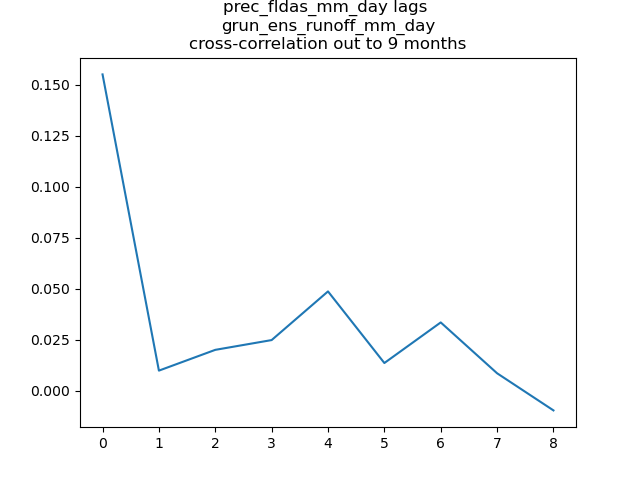 prec_fldas_mm_day lags
grun_ens_runoff_mm_day
cross-correlation out to 9 months
0.150
0.125
0.100
0.075
0.050
0.025
0.000
0 1 2 3 4 5 6 7 8